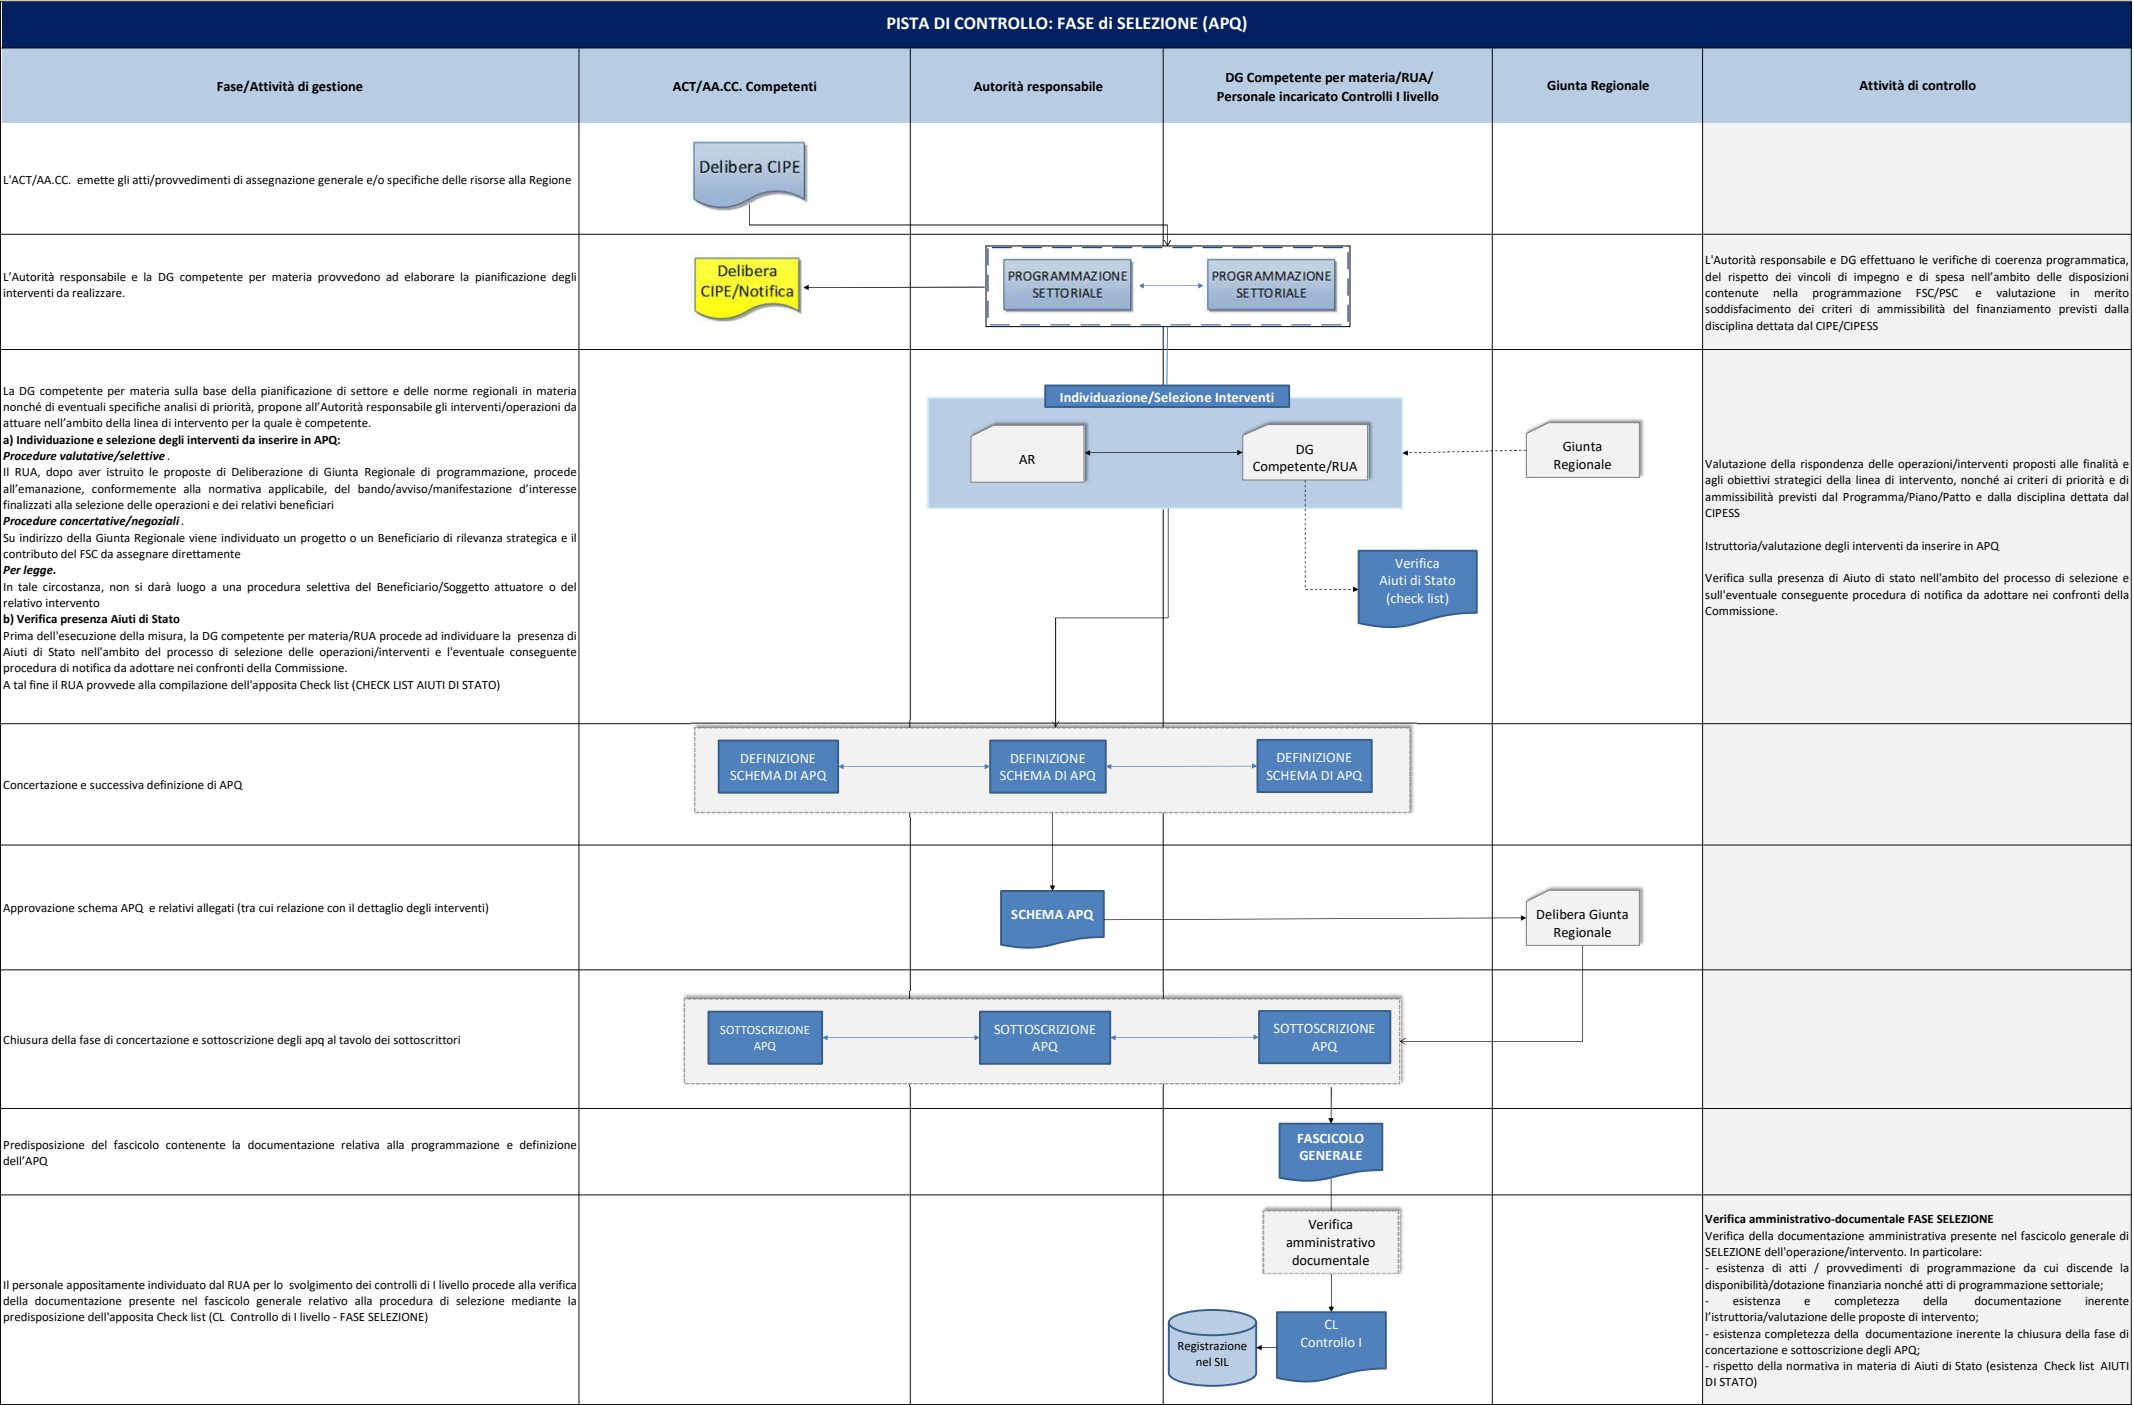 PISTA DI CONTROLLO: FASE di SELEZIONE (APQ)
Fase/Attività di gestione
ACT/AA.CC. Competenti
Autorità responsabile
DG Competente per materia/RUA/
Personale incaricato Controlli I livello
Giunta Regionale
Attività di controllo
L'ACT/AA.CC. emette gli atti/provvedimenti di assegnazione generale e/o specifiche delle risorse alla Regione
Delibera CIPE
L'Autorità responsabile e la DG competente per materia provvedono ad elaborare la pianificazione degli
interventi da realizzare.
Delibera
CIPE/Notifica
PROGRAMMAZIONE
SETTORIALE
PROGRAMMAZIONE
SETTORIALE
L'Autorità responsabile e DG effettuano le verifiche di coerenza programmatica,
del rispetto dei vincoli di impegno e di spesa nell'ambito delle disposizioni
contenute nella programmazione FSC/PSC e valutazione in merito
soddisfacimento dei criteri di ammissibilità del finanziamento previsti dalla
disciplina dettata dal CIPE/CIPESS
La DG competente per materia sulla base della pianificazione di settore e delle norme regionali in materia
nonché di eventuali specifiche analisi di priorità, propone all'Autorità responsabile gli interventi/operazioni da
attuare nell'ambito della linea di intervento per la quale è competente.
a) Individuazione e selezione degli interventi da inserire in APQ:
Procedure valutative/selettive .
Il RUA, dopo aver istruito le proposte di Deliberazione di Giunta Regionale di programmazione, procede
all'emanazione, conformemente alla normativa applicabile, del bando/avviso/manifestazione d'interesse
finalizzati alla selezione delle operazioni e dei relativi beneficiari
Procedure concertative/negoziali .
Su indirizzo della Giunta Regionale viene individuato un progetto o un Beneficiario di rilevanza strategica e il
contributo del FSC da assegnare direttamente
Per legge.
In tale circostanza, non si darà luogo a una procedura selettiva del Beneficiario/Soggetto attuatore o del
relativo intervento
b) Verifica presenza Aiuti di Stato
Prima dell'esecuzione della misura, la DG competente per materia/RUA procede ad individuare la presenza di
Aiuti di Stato nell'ambito del processo di selezione delle operazioni/interventi e l'eventuale conseguente
procedura di notifica da adottare nei confronti della Commissione.
A tal fine il RUA provvede alla compilazione dell'apposita Check list (CHECK LIST AIUTI DI STATO)
Individuazione/Selezione Interventi
AR
DG
Competente/RUA
Giunta
Regionale
Verifica
Aiuti di Stato
(check list)
Valutazione della rispondenza delle operazioni/interventi proposti alle finalità e
agli obiettivi strategici della linea di intervento, nonché ai criteri di priorità e di
ammissibilità previsti dal Programma/Piano/Patto e dalla disciplina dettata dal
CIPESS
Istruttoria/valutazione degli interventi da inserire in APQ
Verifica sulla presenza di Aiuto di stato nell'ambito del processo di selezione e
sull'eventuale conseguente procedura di notifica da adottare nei confronti della
Commissione.
Concertazione e successiva definizione di APQ
DEFINIZIONE
SCHEMA DI APQ
DEFINIZIONE
SCHEMA DI APQ
DEFINIZIONE
SCHEMA DI APQ
Approvazione schema APQ e relativi allegati (tra cui relazione con il dettaglio degli interventi)
SCHEMA APQ
Delibera Giunta
Regionale
Chiusura della fase di concertazione e sottoscrizione degli apq al tavolo dei sottoscrittori
SOTTOSCRIZIONE
APQ
SOTTOSCRIZIONE
APQ
SOTTOSCRIZIONE
APQ
Predisposizione del fascicolo contenente la documentazione relativa alla programmazione e definizione
dell'APQ
FASCICOLO
GENERALE
Il personale appositamente individuato dal RUA per lo svolgimento dei controlli di I livello procede alla verifica
della documentazione presente nel fascicolo generale relativo alla procedura di selezione mediante la
predisposizione dell'apposita Check list (CL Controllo di I livello - FASE SELEZIONE)
Verifica
amministrativo
documentale
CL
Controllo I
Registrazione
nel SIL
Verifica amministrativo-documentale FASE SELEZIONE
Verifica della documentazione amministrativa presente nel fascicolo generale di
SELEZIONE dell'operazione/intervento. In particolare:
- esistenza di atti / provvedimenti di programmazione da cui discende la
disponibilità/dotazione finanziaria nonché atti di programmazione settoriale;
- esistenza e completezza della documentazione inerente
l'istruttoria/valutazione delle proposte di intervento;
- esistenza completezza della documentazione inerente la chiusura della fase di
concertazione e sottoscrizione degli APQ;
- rispetto della normativa in materia di Aiuti di Stato (esistenza Check list AIUTI
DI STATO)